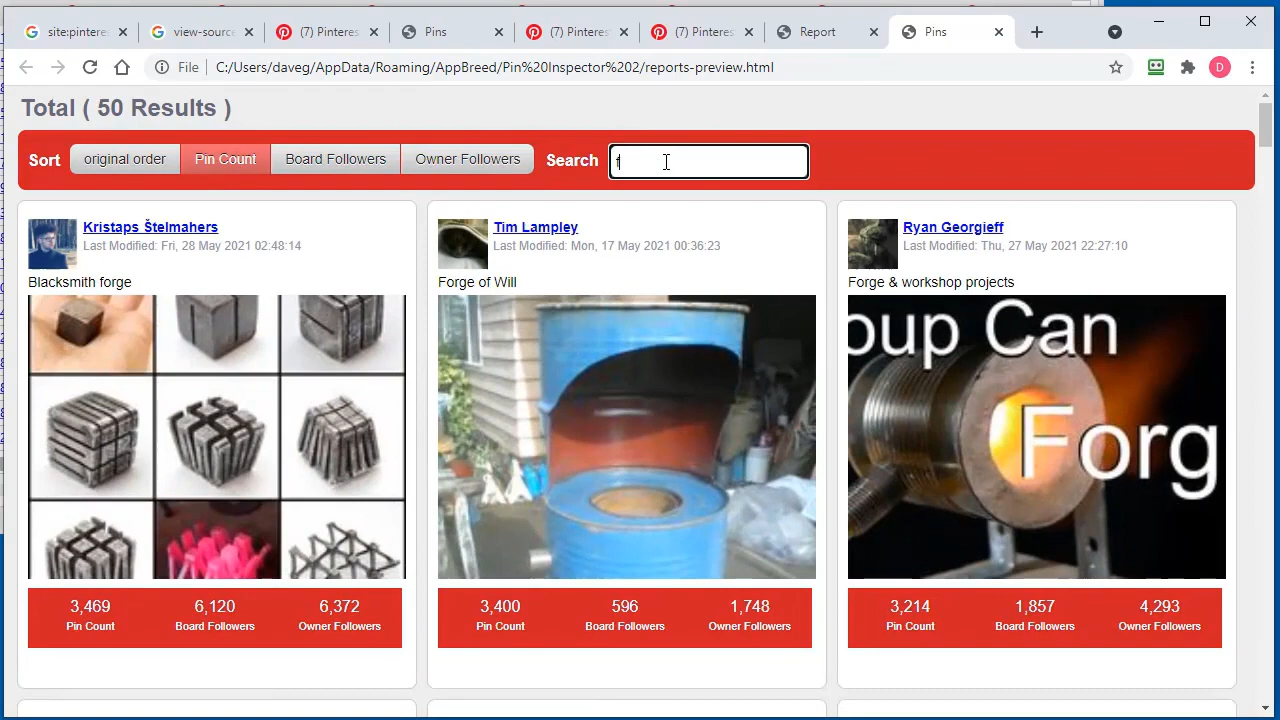 site:pinteres
view-source
(7) Pinteres
Pins
(7) Pinteres
(7) Pinteres
Report
Pins
File
C:/Users/daveg/AppData/Roaming/AppBreed/Pin%20Inspector%202/reports-preview.html
D
Total ( 50 Results )
Sort
original order
Pin Count
Board Followers
Owner Followers
Search
f
Kristaps Štelmahers
Last Modified: Fri, 28 May 2021 02:48:14
Blacksmith forge
3,469
6,120
6,372
Pin Count
Board Followers
Owner Followers
Tim Lampley
Last Modified: Mon, 17 May 2021 00:36:23
Forge of Will
3,400
596
1,748
Pin Count
Board Followers
Owner Followers
Ryan Georgieff
Last Modified: Thu, 27 May 2021 22:27:10
Forge & workshop projects
oup Can
Forg
3,214
1,857
4,293
Pin Count
Board Followers
Owner Followers